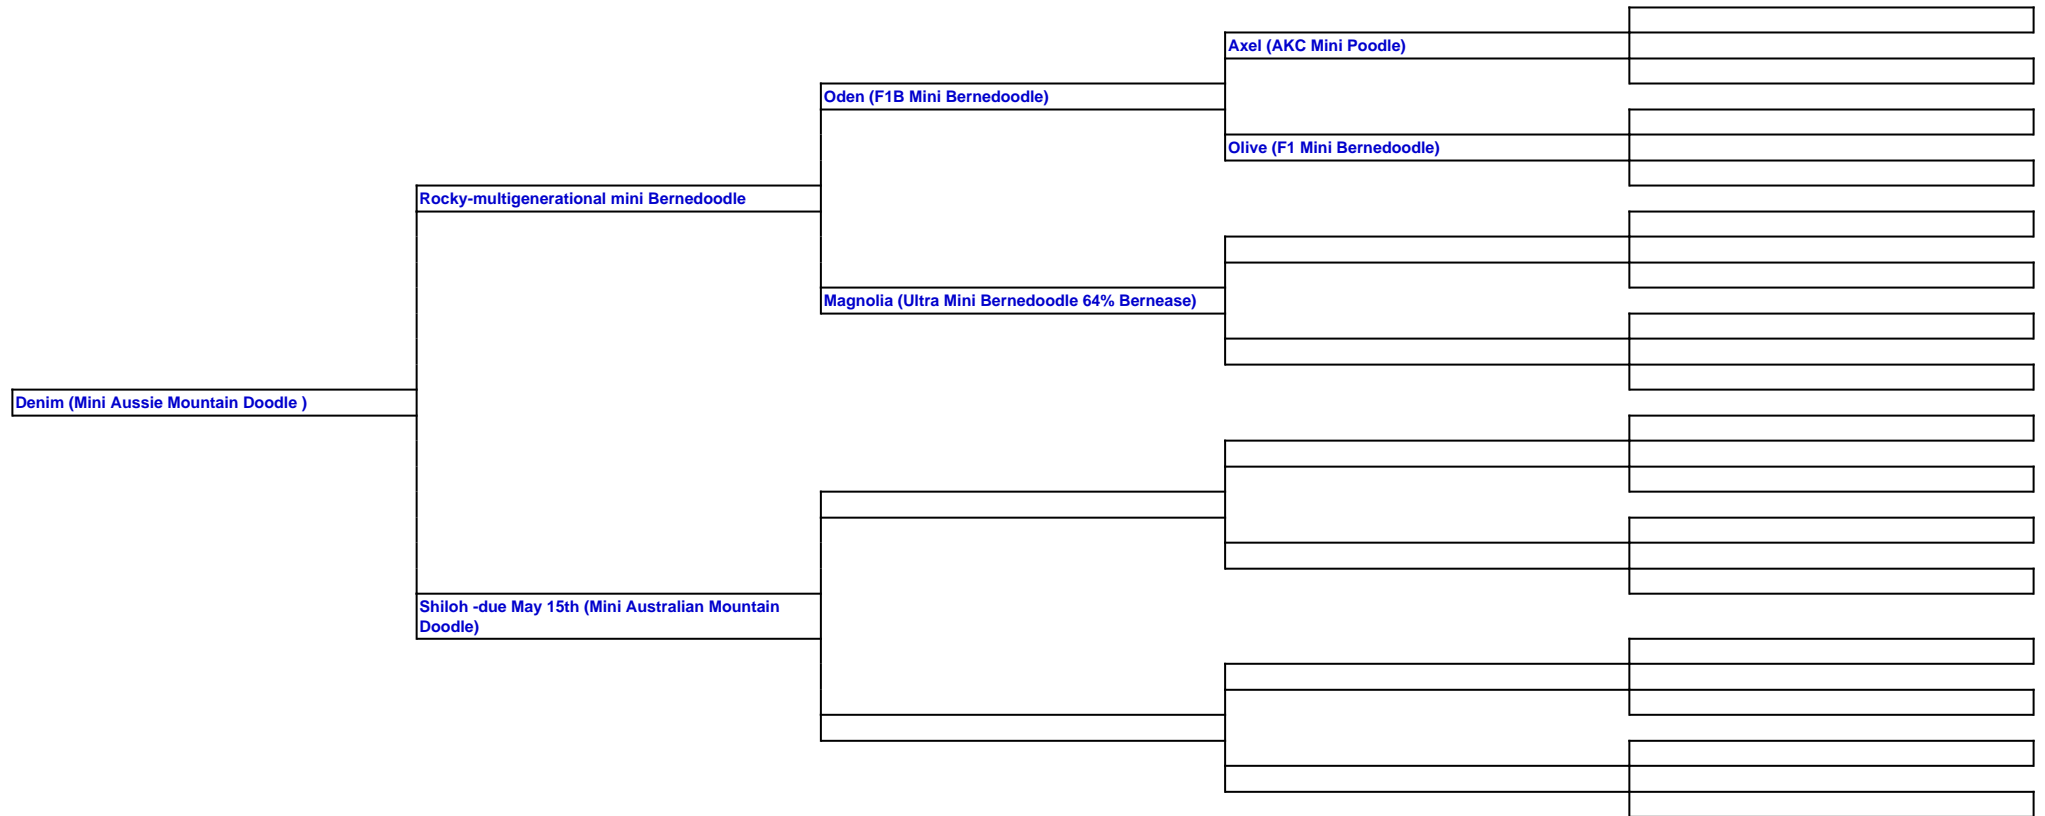 Axel (AKC Mini Poodle)
Oden (F1B Mini Bernedoodle)
Olive (F1 Mini Bernedoodle)
Rocky-multigenerational mini Bernedoodle
Magnolia (Ultra Mini Bernedoodle 64% Bernease)
Denim (Mini Aussie Mountain Doodle )
Shiloh -due May 15th (Mini Australian Mountain
Doodle)